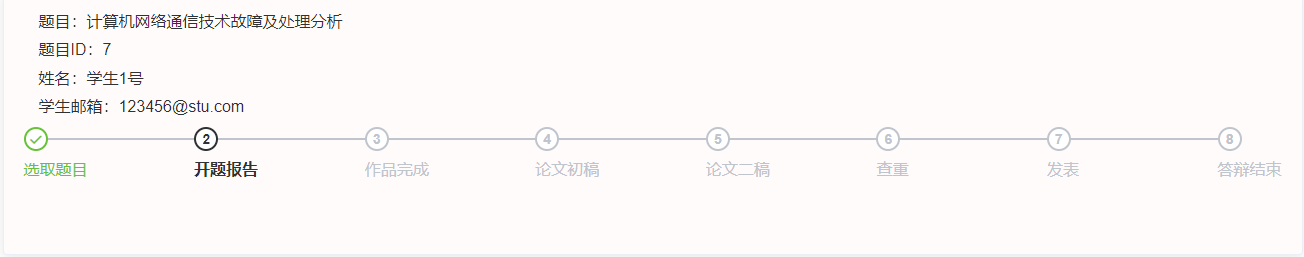 题目：计算机网络通信技术故障及处理分析
题目ID：7
姓名：学生1号
学生邮箱：123456@stu.com
2 3 4 5 6 7 8
选取题目 开题报告 作品完成 论文初稿 论文二稿 查重 发表 答辩结束